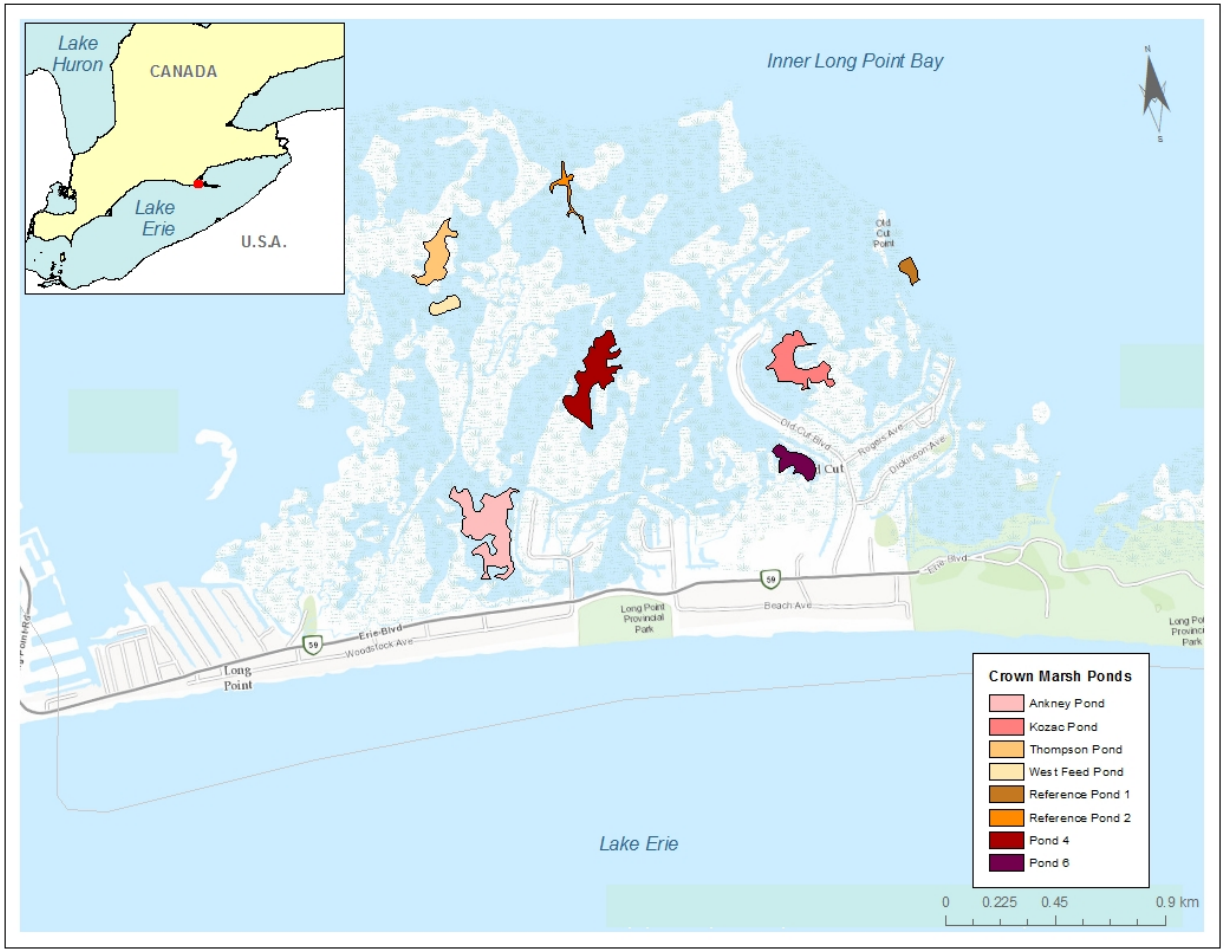 Lake
Huron
CANADA
Lake
Erie
U.S.A.
Inner Long Point Bay
N
S
Old
Cut
Point
Old Cut Blvd
Rogers Ave
Dickinson Ave
d Cut
59
Erie Blvd
Beach Ave
Long Point
Provincial
Park
Long Poi
Provinci
Park
59
Erie-Blvd
Woodstock Ave
Long
Point
Lake Erie
Crown Marsh Ponds
Ankney Pond
Kozac Pond
Thompson Pond
West Feed Pond
Reference Pond 1
Reference Pond 2
Pond 4
Pond 6
0 0.225 0.45 0.9 km